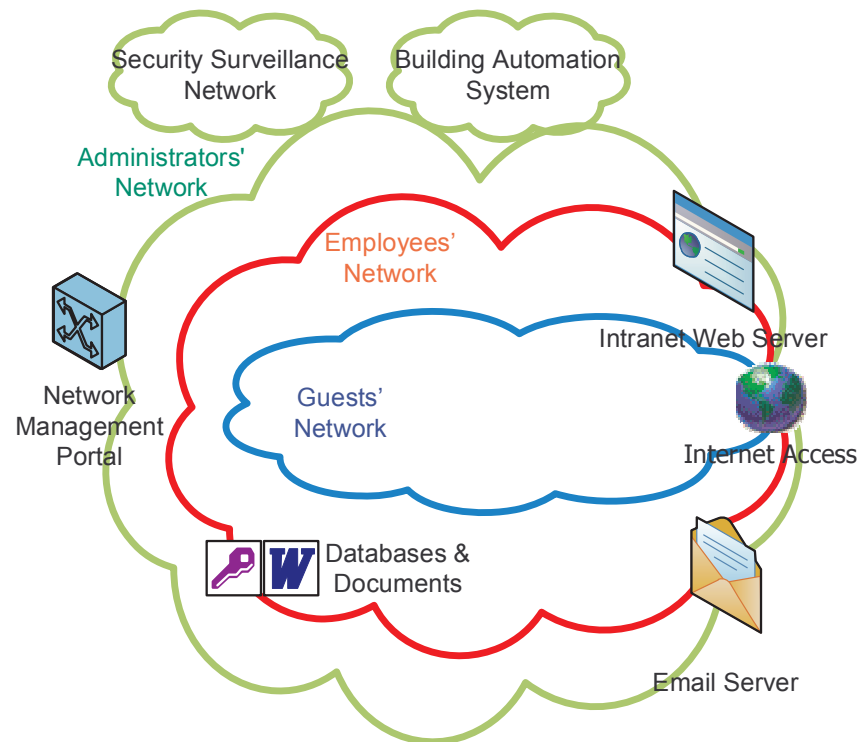 Security Surveillance
Network
Building Automation
System
Administrators'
Network
Employees’
Network
Intranet Web Server
Guests’
Network
Network
Management
Portal
Internet Access
W
Databases &
Documents
Email Server